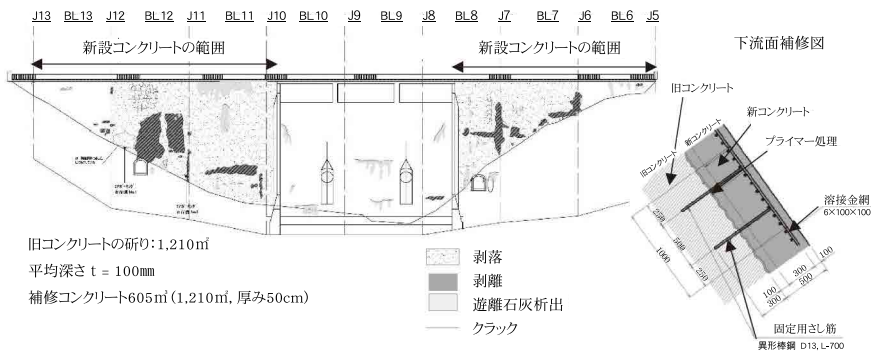 J13 BL13 J12 BL12 J11 BL11 J10 BL10 J9 BL9 J8 BL8 J7 BL7 J6 BL6 J5
新設コンクリートの範囲
新設コンクリートの範囲
下流面補修図
旧コンクリート
新コンクリート
プライマー処理
旧コンクリート
新コンクリート
溶接金網
6×100×100
250
500
250
1000
100
300
100
300
500
固定用さし筋
異形棒鋼 D13, L-700
旧コンクリートの斫り:1,210㎡
平均深さt = 100mm
補修コンクリート605㎥(1,210㎡, 厚み50cm)
剥落
剥離
遊離石灰析出
クラック